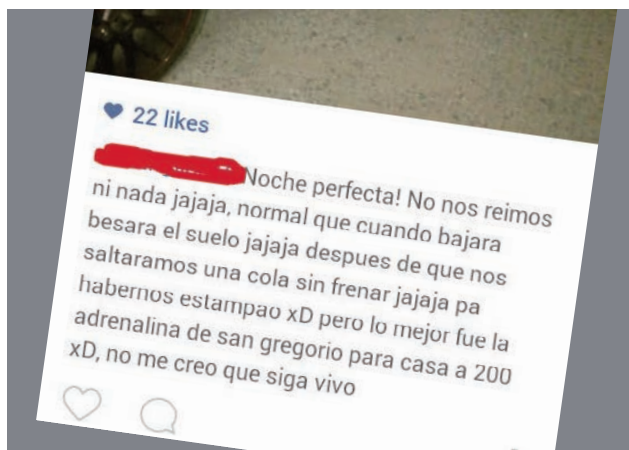 22 likes
Noche perfecta! No nos reimos
ni nada jajaja, normal que cuando bajara
besara el suelo jajaja despues de que nos
saltaramos una cola sin frenar jajaja pa
habernos estampao xD pero lo mejor fue la
adrenalina de san gregorio para casa a 200
xD, no me creo que siga vivo